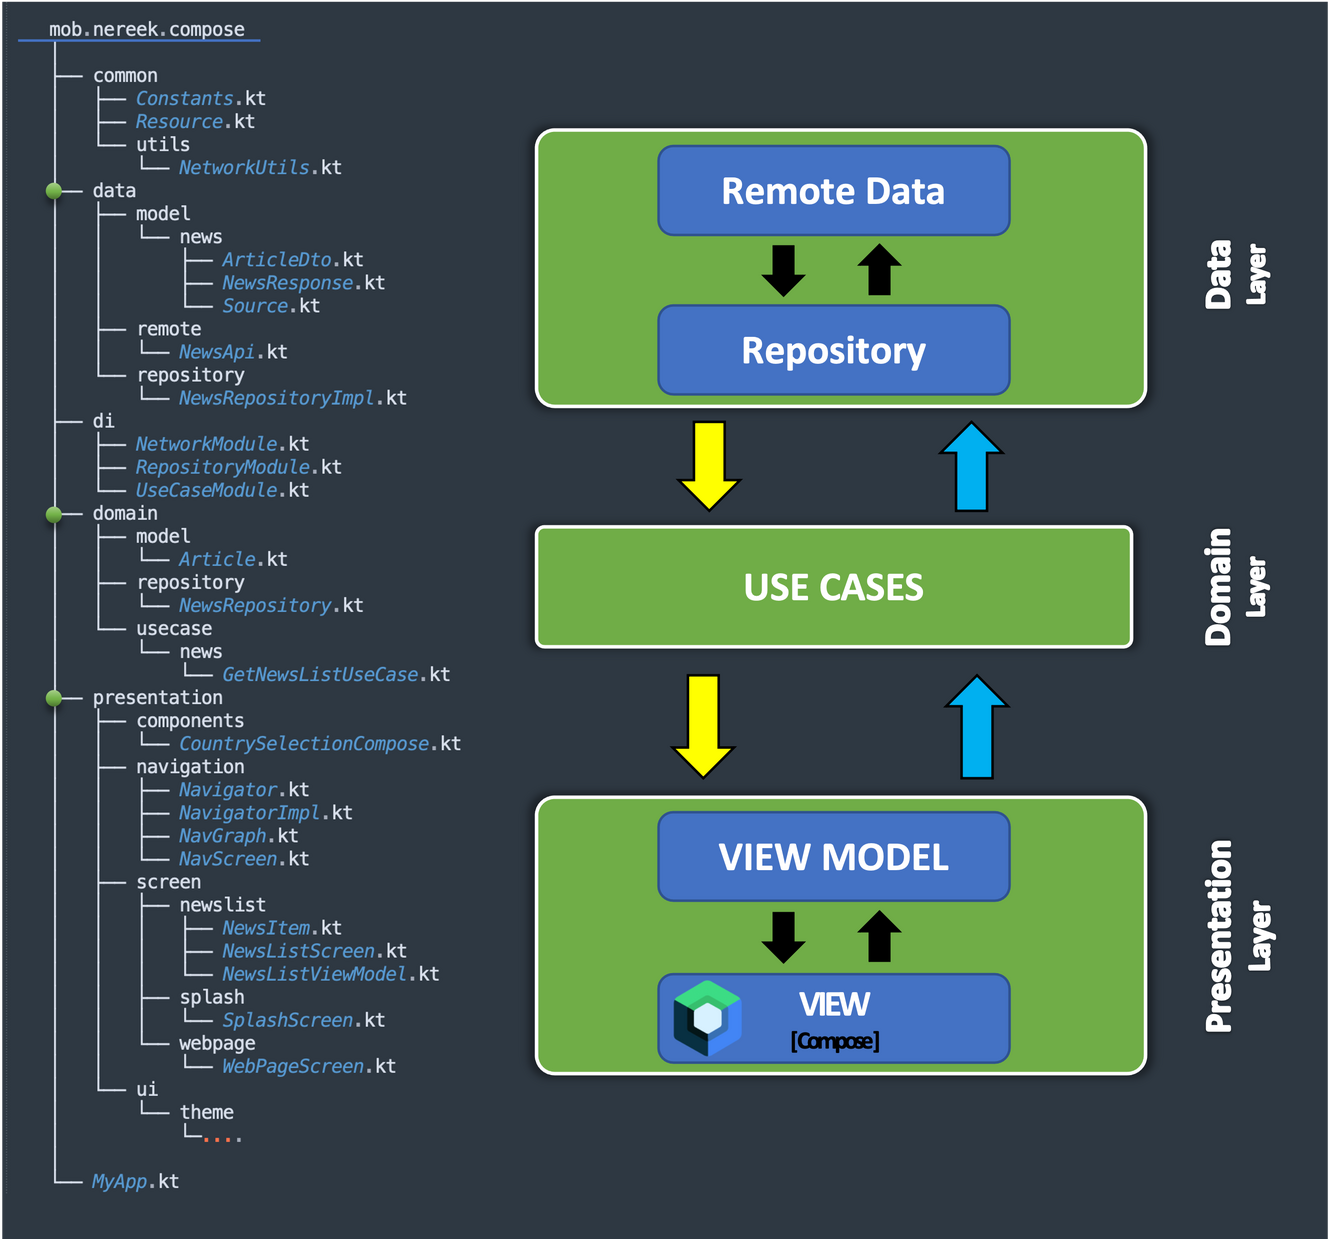 mob.nereek.compose
common
Constants.kt
Resource.kt
utils
NetworkUtils.kt
data
model
news
ArticleDto.kt
NewsResponse.kt
Source.kt
remote
NewsApi.kt
repository
NewsRepositoryImpl.kt
di
NetworkModule.kt
RepositoryModule.kt
UseCaseModule.kt
domain
model
Article.kt
repository
NewsRepository.kt
usecase
news
GetNewsListUseCase.kt
presentation
components
CountrySelectionCompose.kt
navigation
Navigator.kt
NavigatorImpl.kt
NavGraph.kt
NavScreen.kt
screen
newslist
NewsItem.kt
NewsListScreen.kt
NewsListViewModel.kt
splash
SplashScreen.kt
webpage
WebPageScreen.kt
ui
theme
....
MyApp.kt
Remote Data
Repository
Data
Layer
USE CASES
Domain
Layer
VIEW MODEL
VIEW
[Compose]
Presentation
Layer